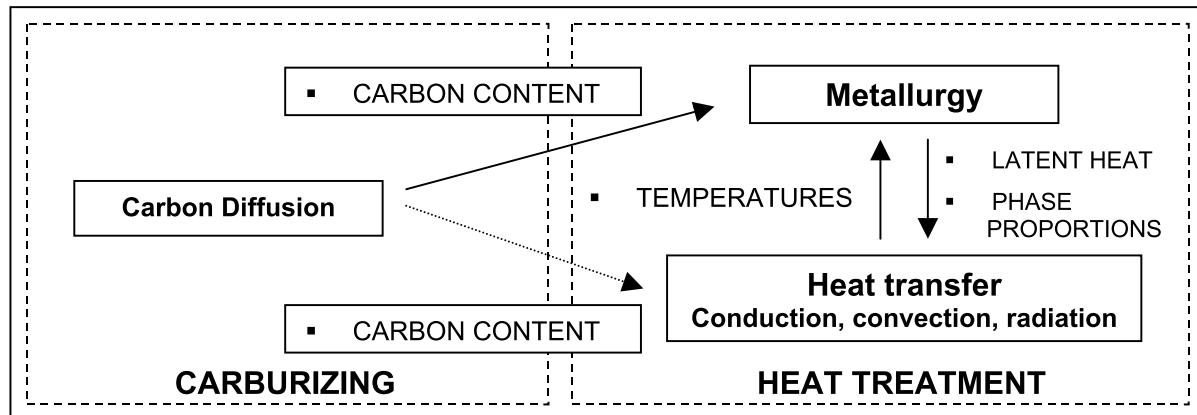 ▪ CARBON CONTENT
Metallurgy
▪ LATENT HEAT
▪ TEMPERATURES
▪ PHASE
PROPORTIONS
Carbon Diffusion
Heat transfer
Conduction, convection, radiation
▪ CARBON CONTENT
CARBURIZING
HEAT TREATMENT